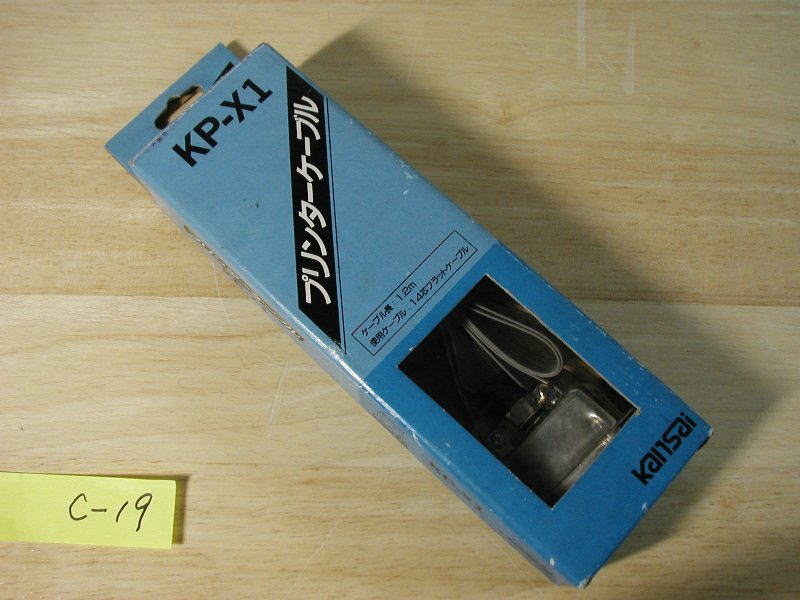 KP-X1
プリンターケーブル
ケーブル長：1.2m
使用ケーブル：14芯フラットケーブル
Kansai
C-19